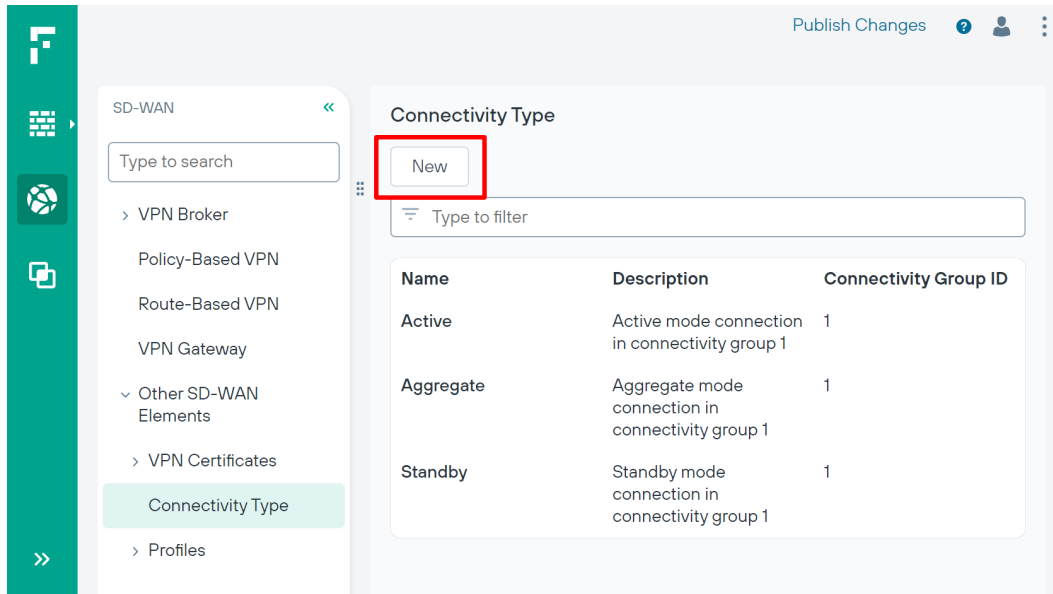 Publish Changes
SD-WAN
Type to search
VPN Broker
Policy-Based VPN
Route-Based VPN
VPN Gateway
Other SD-WAN
Elements
VPN Certificates
Connectivity Type
Profiles
Connectivity Type
New
Type to filter
Name Description Connectivity Group ID
Active Active mode connection 1
in connectivity group 1
Aggregate Aggregate mode 1
connection in
connectivity group 1
Standby Standby mode 1
connection in
connectivity group 1